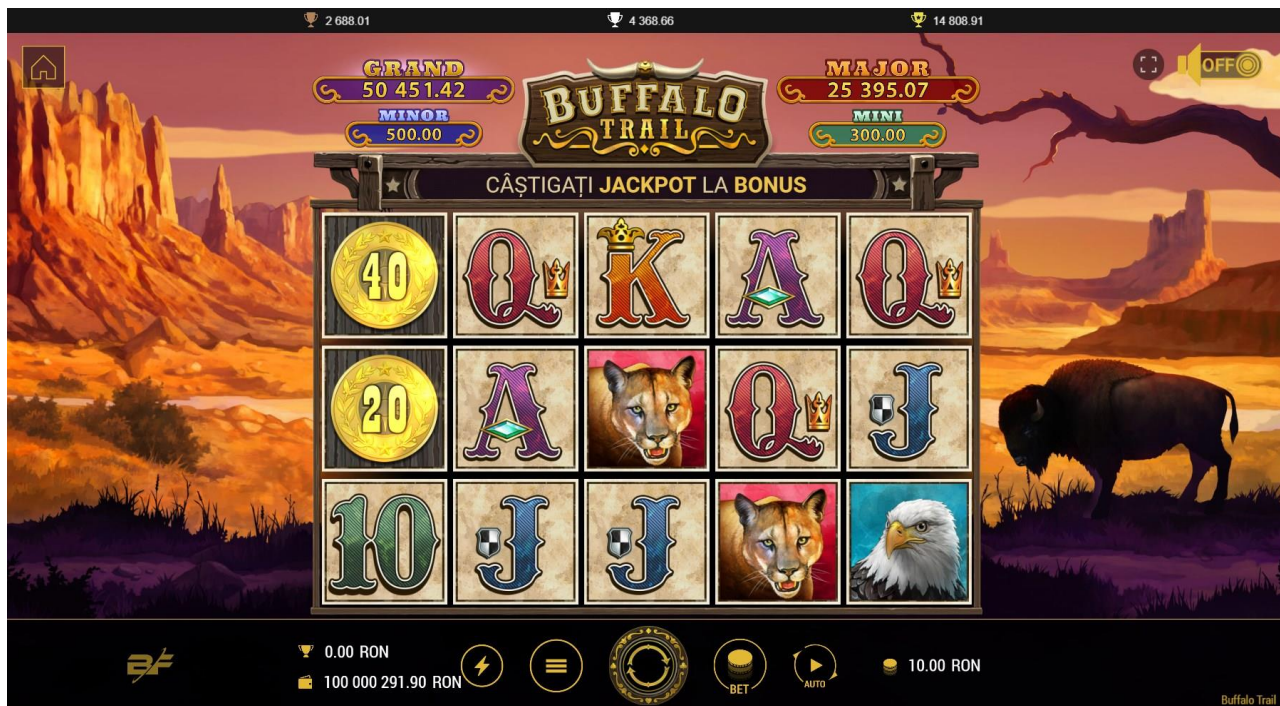 2 688.01
4 368.66
14 808.91
GRAND
50 451.42
MAJOR
25 395.07
OFF
BUFFALO
TRAIL
MINOR
500.00
MINI
300.00
CÂȘTIGAȚI JACKPOT LA BONUS
40 Q K A Q
20 A Q J
10 J J
0.00 RON
100 000 291.90 RON
BET
AUTO
10.00 RON
BF
Buffalo Trail